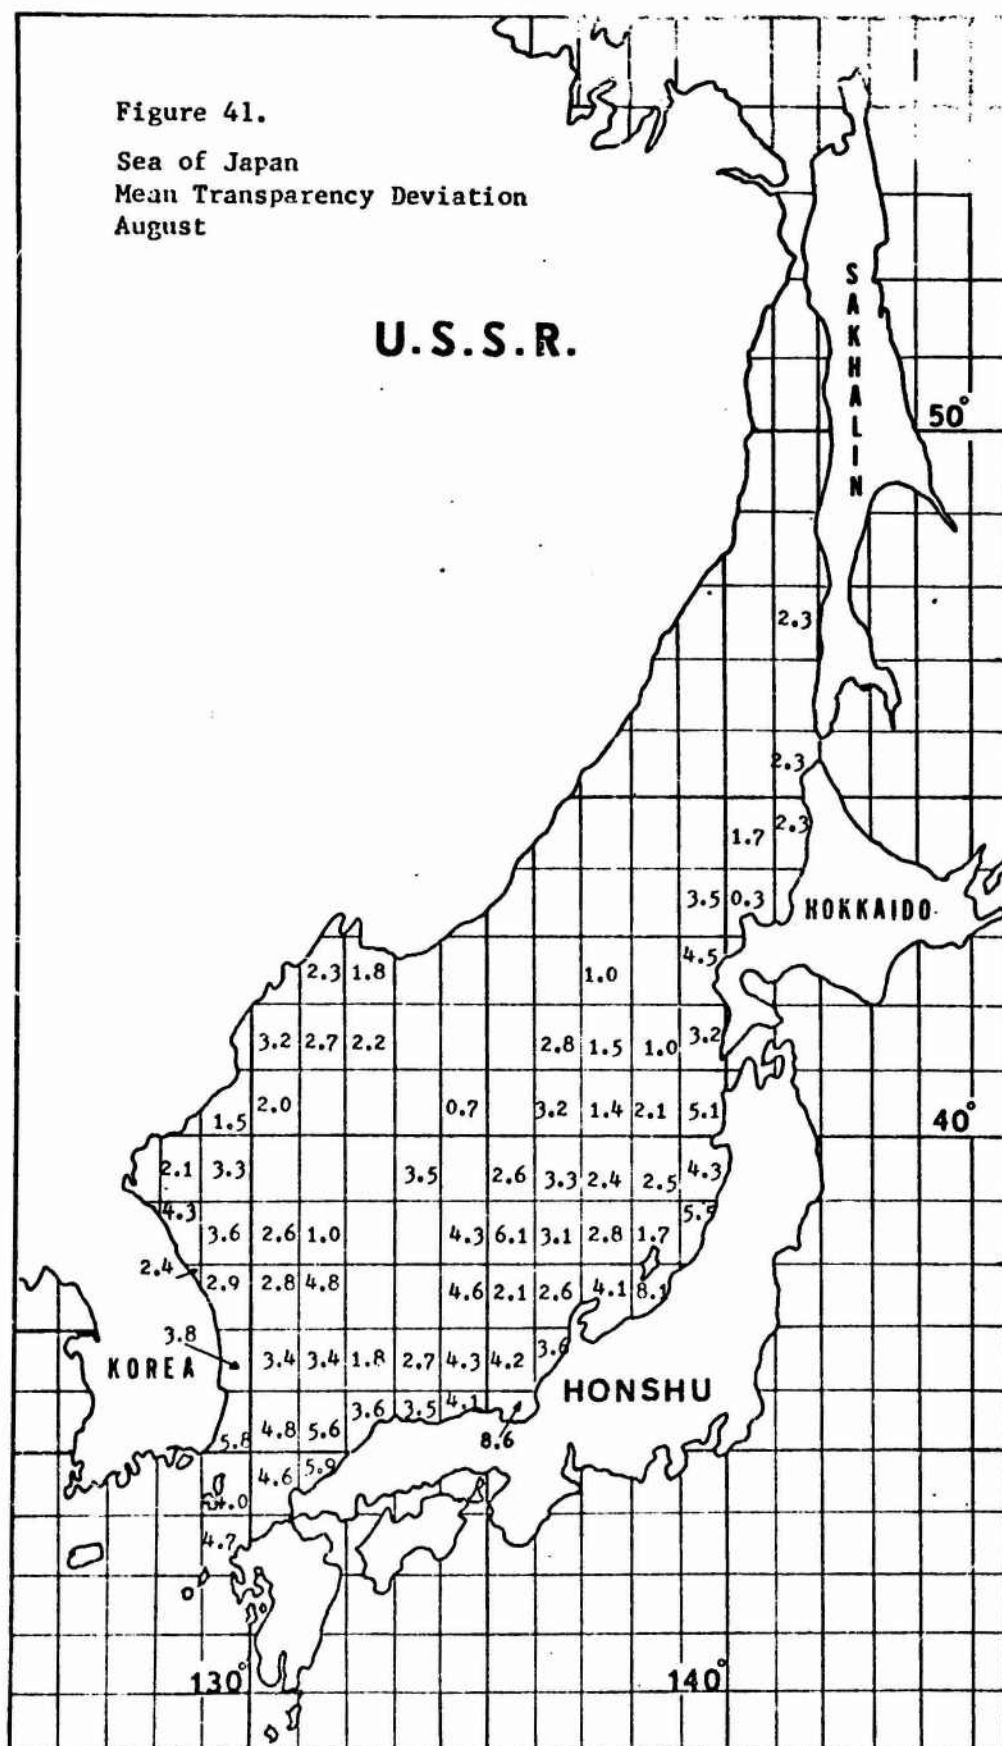 Figure 41.
Sea of Japan
Mean Transparency Deviation
August
U.S.S.R.
SAKHALIN
50°
2.3
2.3
1.7 2.3
3.5 0.3 HOKKAIDO
4.5
2.3 1.8 1.0
3.2 2.7 2.2 2.8 1.5 1.0 3.2
1.5 2.0 0.7 3.2 1.4 2.1 5.1 40°
2.1 3.3 3.5 2.6 3.3 2.4 2.5 4.3
4.3 5.5
3.6 2.6 1.0 4.3 6.1 3.1 2.8 1.7
2.4 2.9 2.8 4.8 4.6 2.1 2.6 4.1 8.1
3.8 3.6
KOREA 3.4 3.4 1.8 2.7 4.3 4.2
HONSHU
3.6 3.5 4.1
5.8 4.8 5.6 8.6
4.6 5.9
4.0
4.7
130° 140°